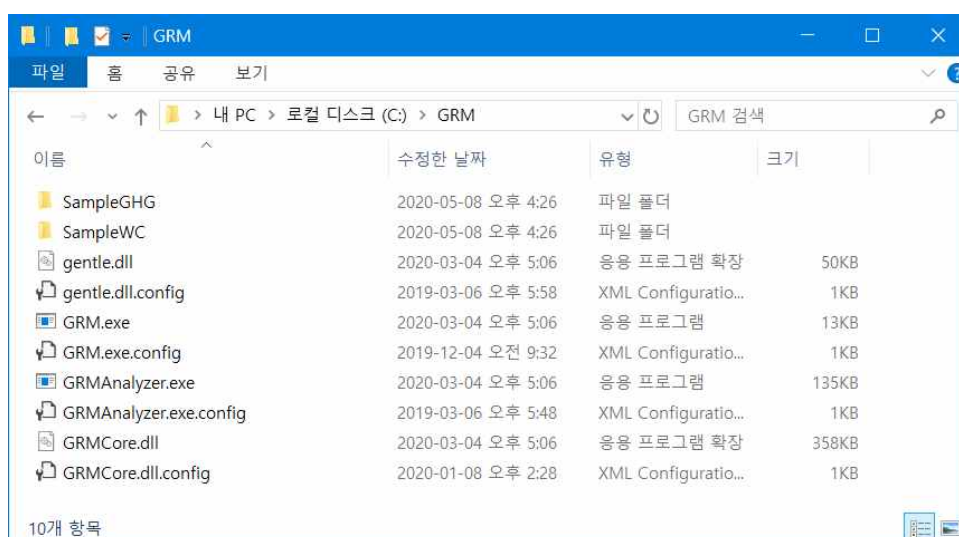 GRM
파일 홈 공유 보기
내 PC > 로컬 디스크 (C:) > GRM GRM 검색
이름 수정한 날짜 유형 크기
SampleGHG 2020-05-08 오후 4:26 파일 폴더
SampleWC 2020-05-08 오후 4:26 파일 폴더
gentle.dll 2020-03-04 오후 5:06 응용 프로그램 확장 50KB
gentle.dll.config 2019-03-06 오후 5:58 XML Configuratio... 1KB
GRM.exe 2020-03-04 오후 5:06 응용 프로그램 13KB
GRM.exe.config 2019-12-04 오전 9:32 XML Configuratio... 1KB
GRMAnalyzer.exe 2020-03-04 오후 5:06 응용 프로그램 135KB
GRMAnalyzer.exe.config 2019-03-06 오후 5:48 XML Configuratio... 1KB
GRMCore.dll 2020-03-04 오후 5:06 응용 프로그램 확장 358KB
GRMCore.dll.config 2020-01-08 오후 2:28 XML Configuratio... 1KB
10개 항목